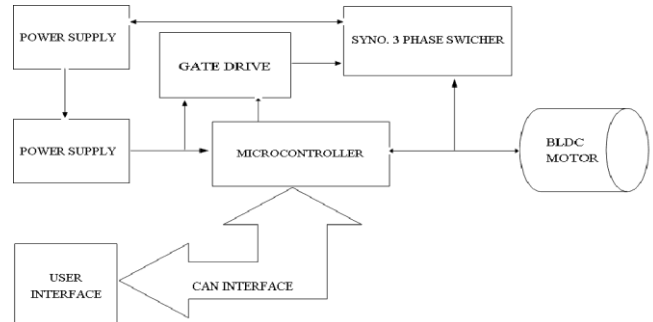 POWER SUPPLY
SYNO. 3 PHASE SWICHER
GATE DRIVE
POWER SUPPLY
MICROCONTROLLER
BLDC
MOTOR
USER
INTERFACE
CAN INTERFACE